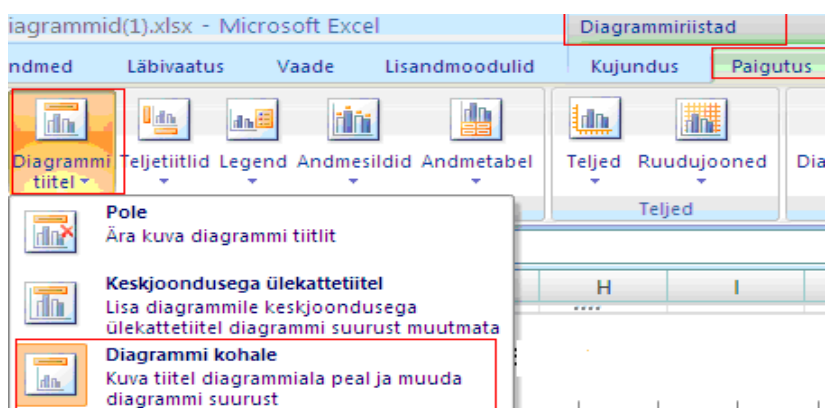 iagrammid(1).xlsx - Microsoft Excel Diagrammiriistad
ndmed Läbivaatus Vaade Lisandmoodulid Kujundus Paigutus
Diagrammi tiitel Teljetiitlid Legend Andmesildid Andmetabel Teljed Ruudujooned Dia
Teljed
Pole
Ära kuva diagrammi tiitlit
H I
Keskjoondusega ülekattetiitel
Lisa diagrammile keskjoondusega
ülekattetiitel diagrammi suurust muutmata
Diagrammi kohale
Kuva tiitel diagrammiala peal ja muuda
diagrammi suurust